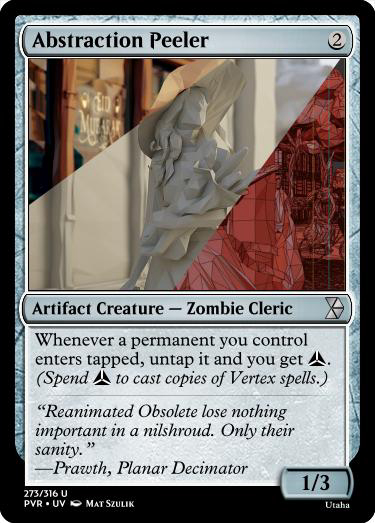 Abstraction Peeler 2
Artifact Creature — Zombie Cleric
Whenever a permanent you control
enters tapped, untap it and you get .
(Spend  to cast copies of Vertex spells.)
“Reanimated Obsolete lose nothing
important in a nilshroud. Only their
sanity.”
—Prawth, Planar Decimator
1/3
273/316 U
PVR • UV Mat Szulik
Utaha